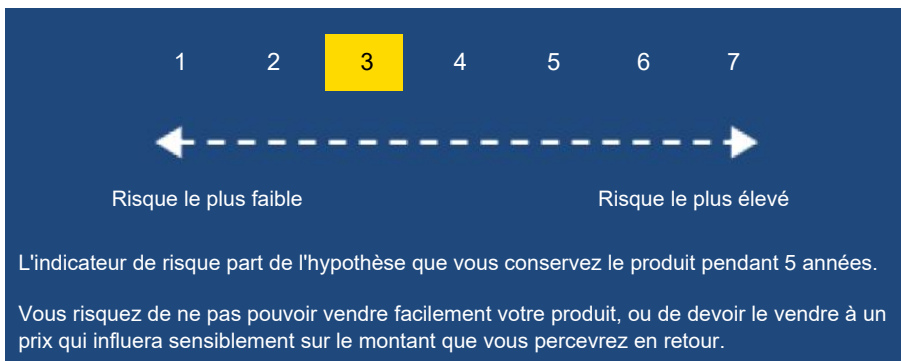 1 2 3 4 5 6 7
Risque le plus faible Risque le plus élevé
L'indicateur de risque part de l'hypothèse que vous conservez le produit pendant 5 années.
Vous risquez de ne pas pouvoir vendre facilement votre produit, ou de devoir le vendre à un
prix qui influera sensiblement sur le montant que vous percevrez en retour.